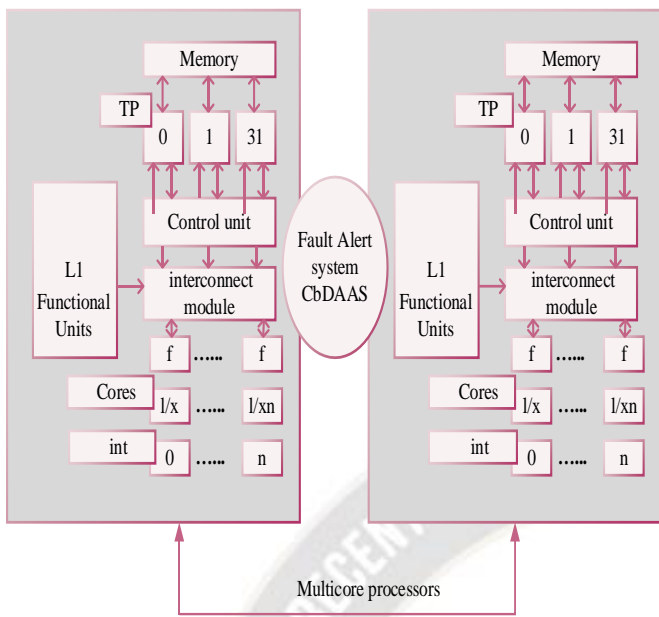 Memory
TP
0 1 31
Control unit
L1
Functional
Units
interconnect
module
f ...... f
Cores
l/x ...... l/xn
int
0 ...... n
Fault Alert
system
CbDAAS
Memory
TP
0 1 31
Control unit
L1
Functional
Units
interconnect
module
f ...... f
Cores
l/x ...... l/xn
int
0 ...... n
Multicore processors
RECENT